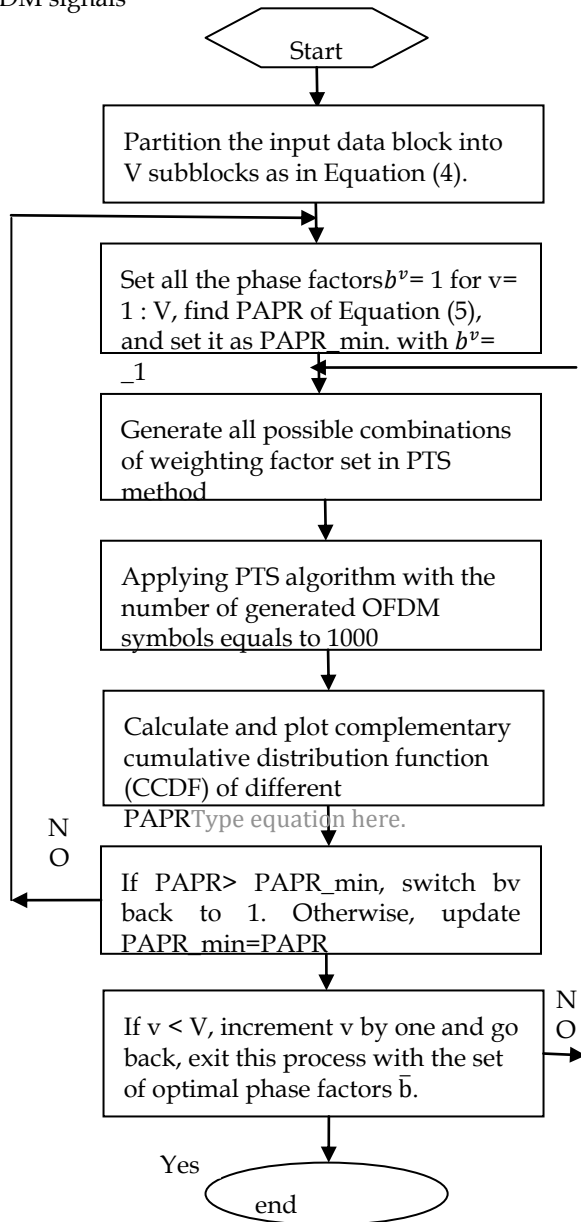 DM signals
Start
Partition the input data block into
V subblocks as in Equation (4).
Set all the phase factors𝑏ᵛ= 1 for v=
1 : V, find PAPR of Equation (5),
and set it as PAPR_min. with 𝑏ᵛ=
_1
Generate all possible combinations
of weighting factor set in PTS
method
Applying PTS algorithm with the
number of generated OFDM
symbols equals to 1000
Calculate and plot complementary
cumulative distribution function
(CCDF) of different
PAPRType equation here.
N
O
If PAPR> PAPR_min, switch bv
back to 1. Otherwise, update
PAPR_min=PAPR
If v < V, increment v by one and go
back, exit this process with the set
of optimal phase factors b̄.
N
O
Yes
end